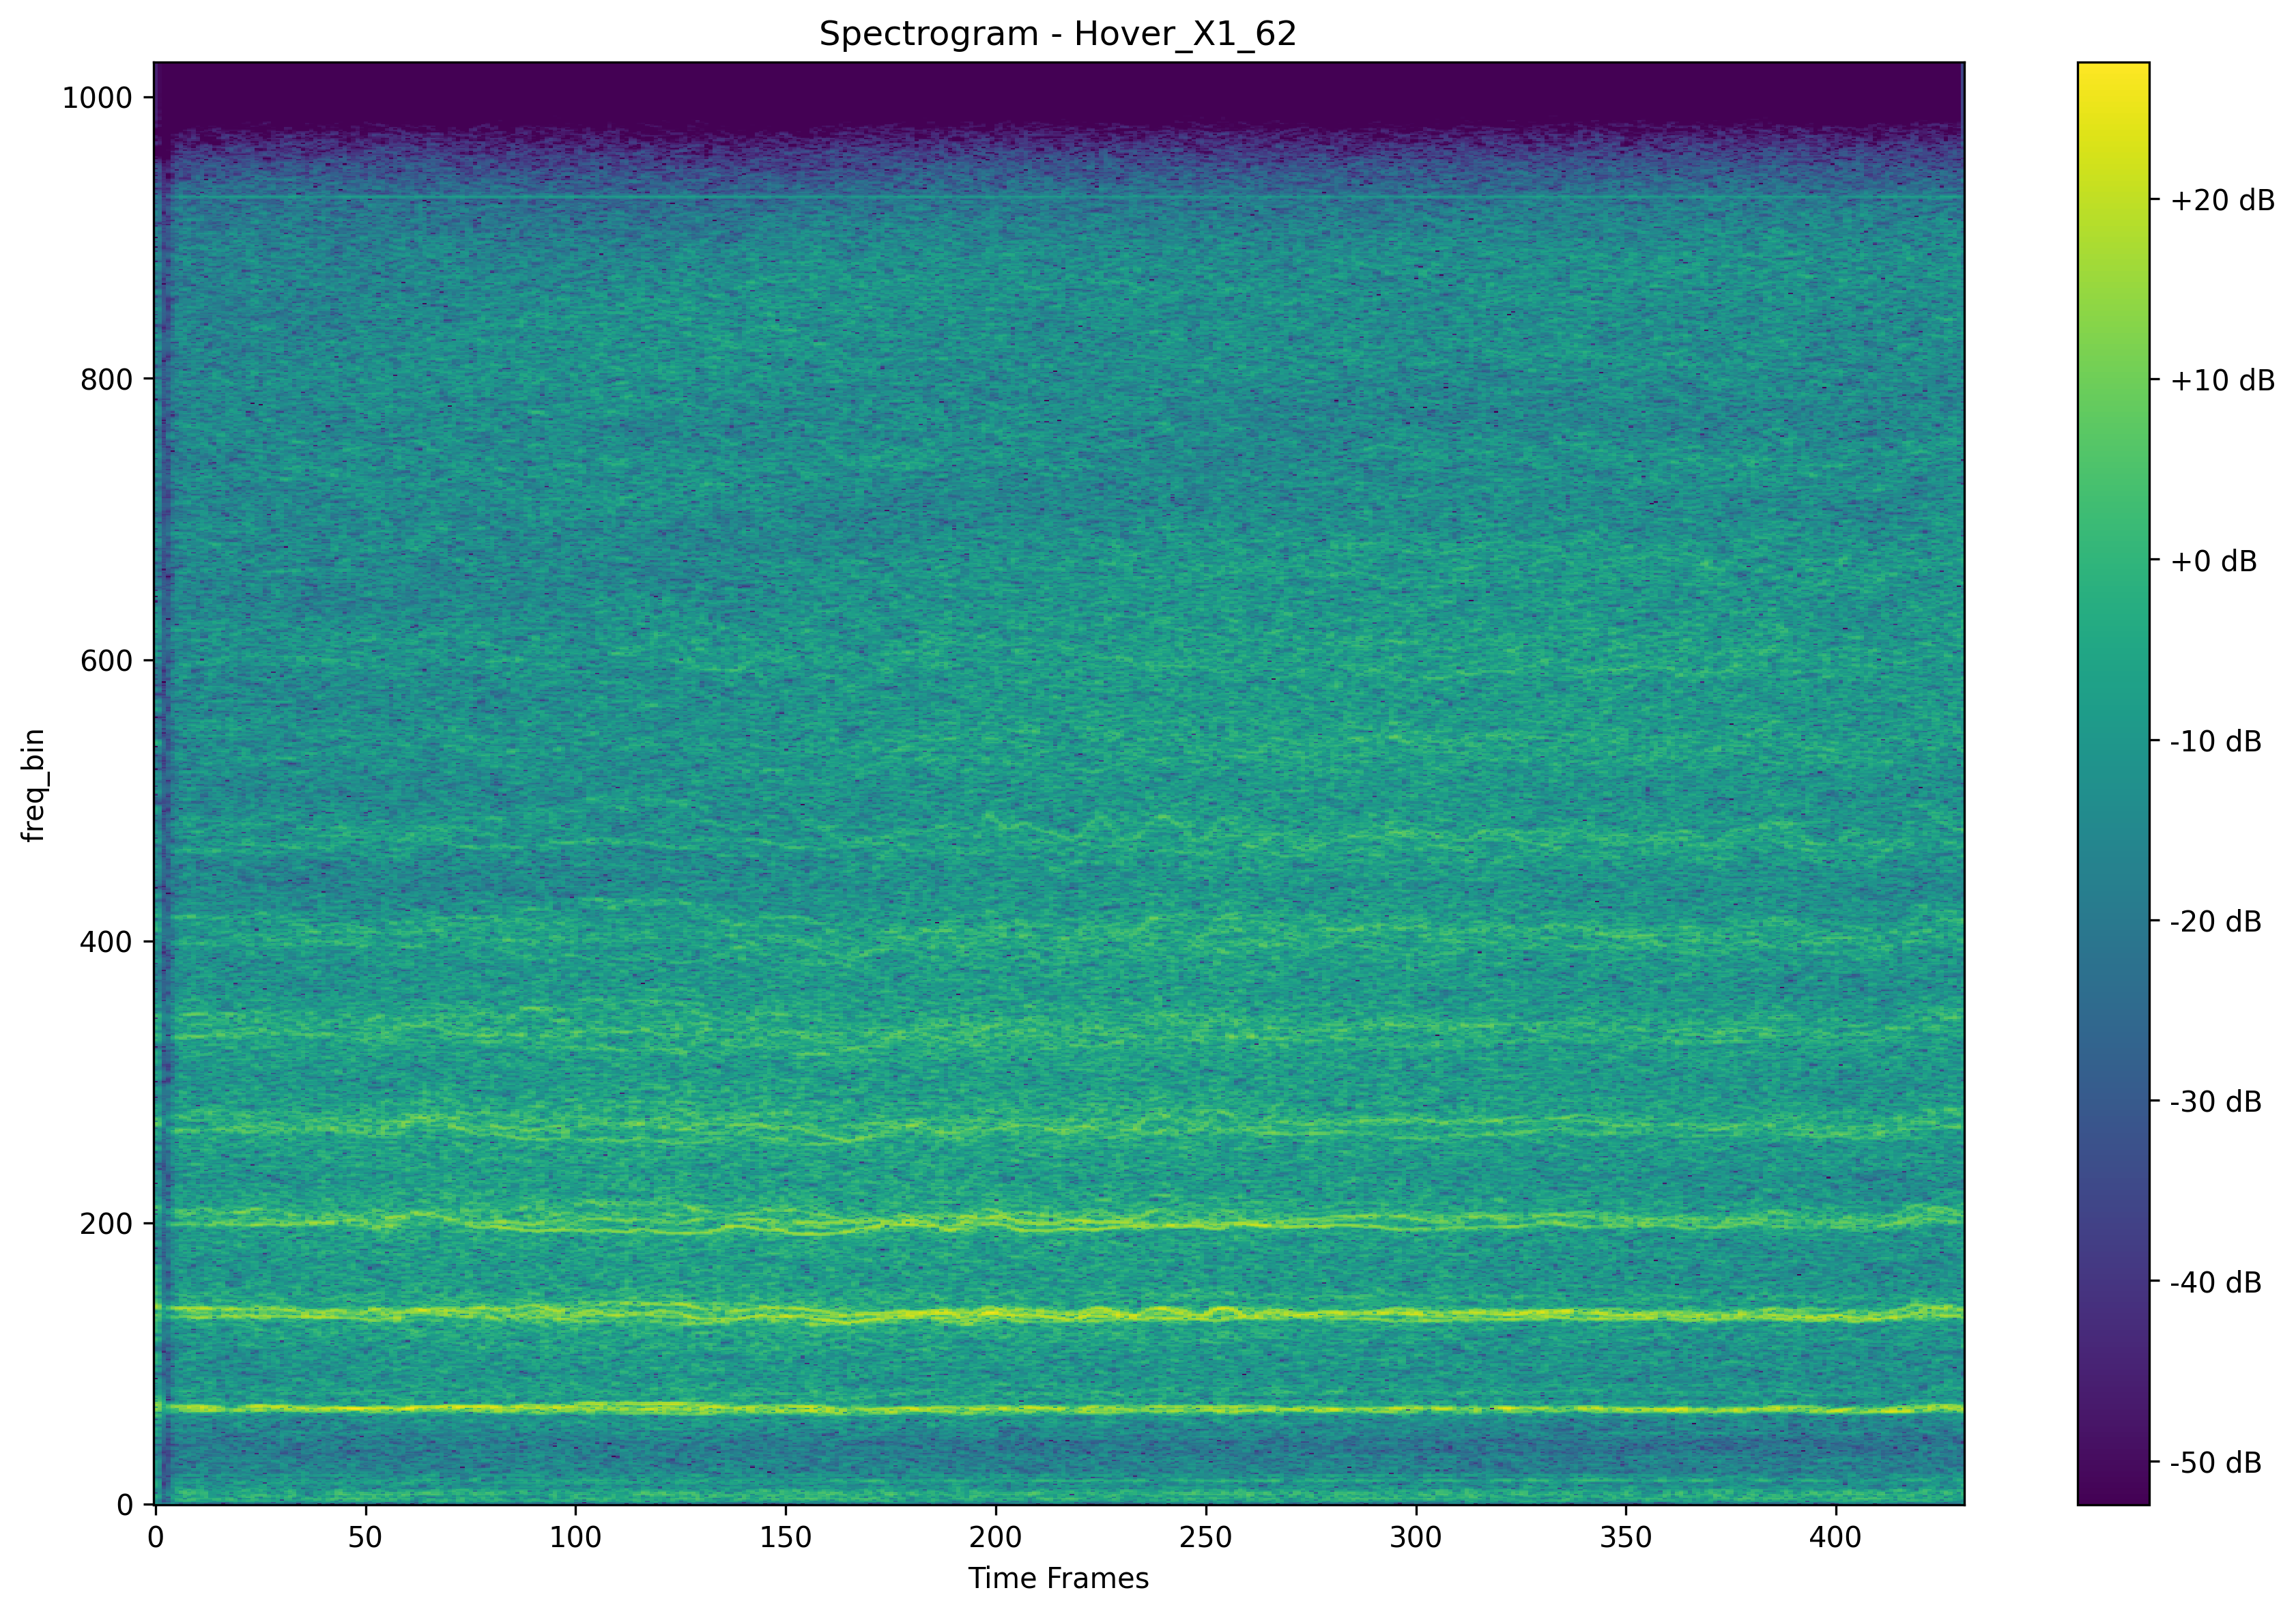 Spectrogram - Hover_X1_62
1000
800
600
400
200
0
freq_bin
0 50 100 150 200 250 300 350 400
Time Frames
+20 dB
+10 dB
+0 dB
-10 dB
-20 dB
-30 dB
-40 dB
-50 dB